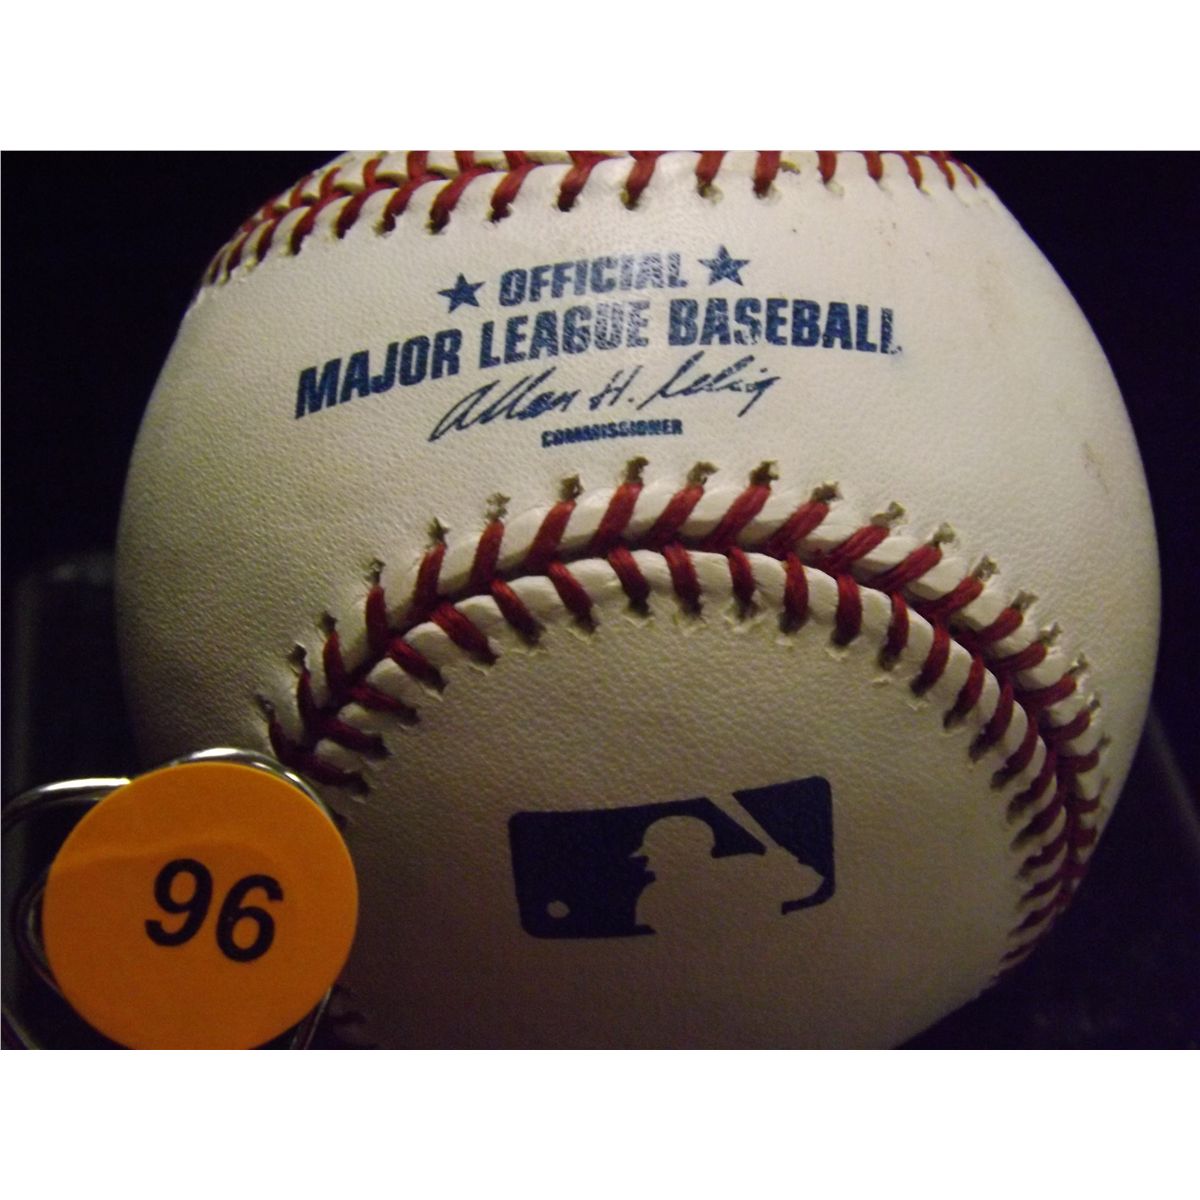 OFFICIAL
MAJOR LEAGUE BASEBALL
Allan H. Selig
COMMISSIONER
96